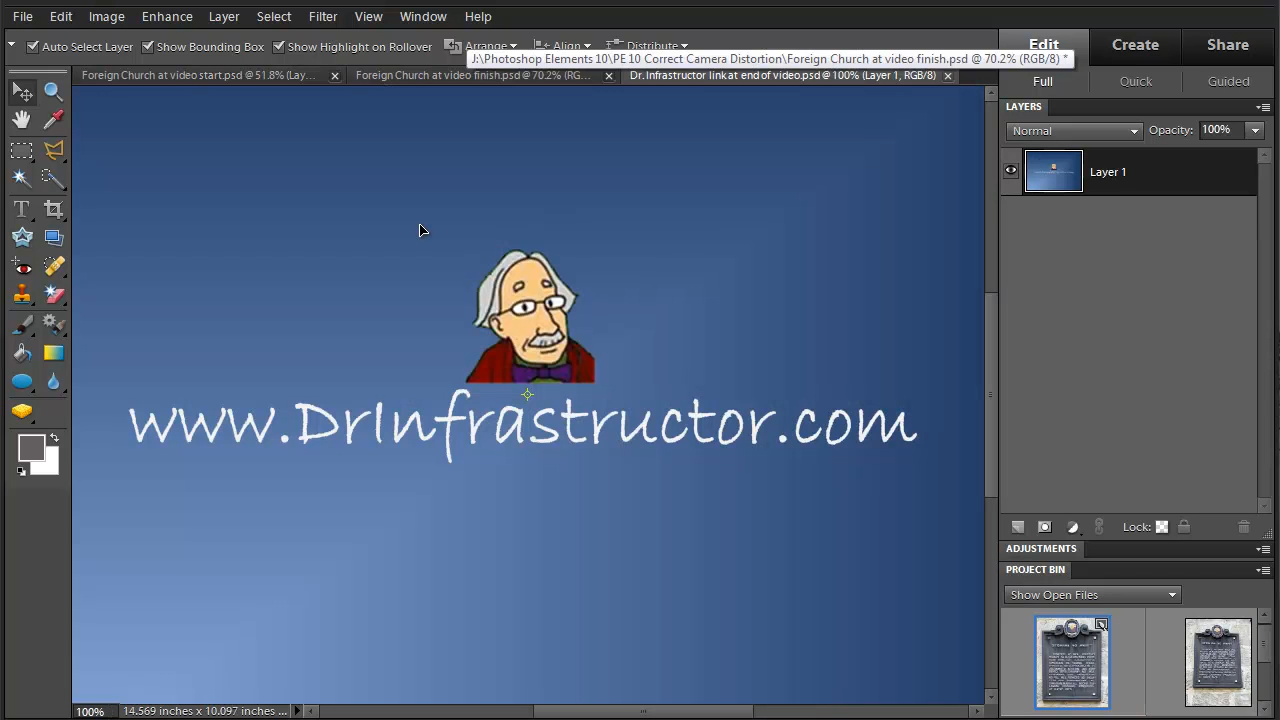 File Edit Image Enhance Layer Select Filter View Window Help
Auto Select Layer Show Bounding Box Show Highlight on Rollover Arrange Align Distribute
J:\Photoshop Elements 10\PE 10 Correct Camera Distortion\Foreign Church at video finish.psd @ 70.2% (RGB/8) *
Edit Create Share
Foreign Church at video start.psd @ 51.8% (Lay... Foreign Church at video finish.psd @ 70.2% (RG... Dr. Infrastructor link at end of video.psd @ 100% (Layer 1, RGB/8)
Full Quick Guided
LAYERS
Normal Opacity: 100%
Layer 1
www.DrInfrastructor.com
Lock:
ADJUSTMENTS
PROJECT BIN
Show Open Files
100% 14.569 inches x 10.097 inches ...